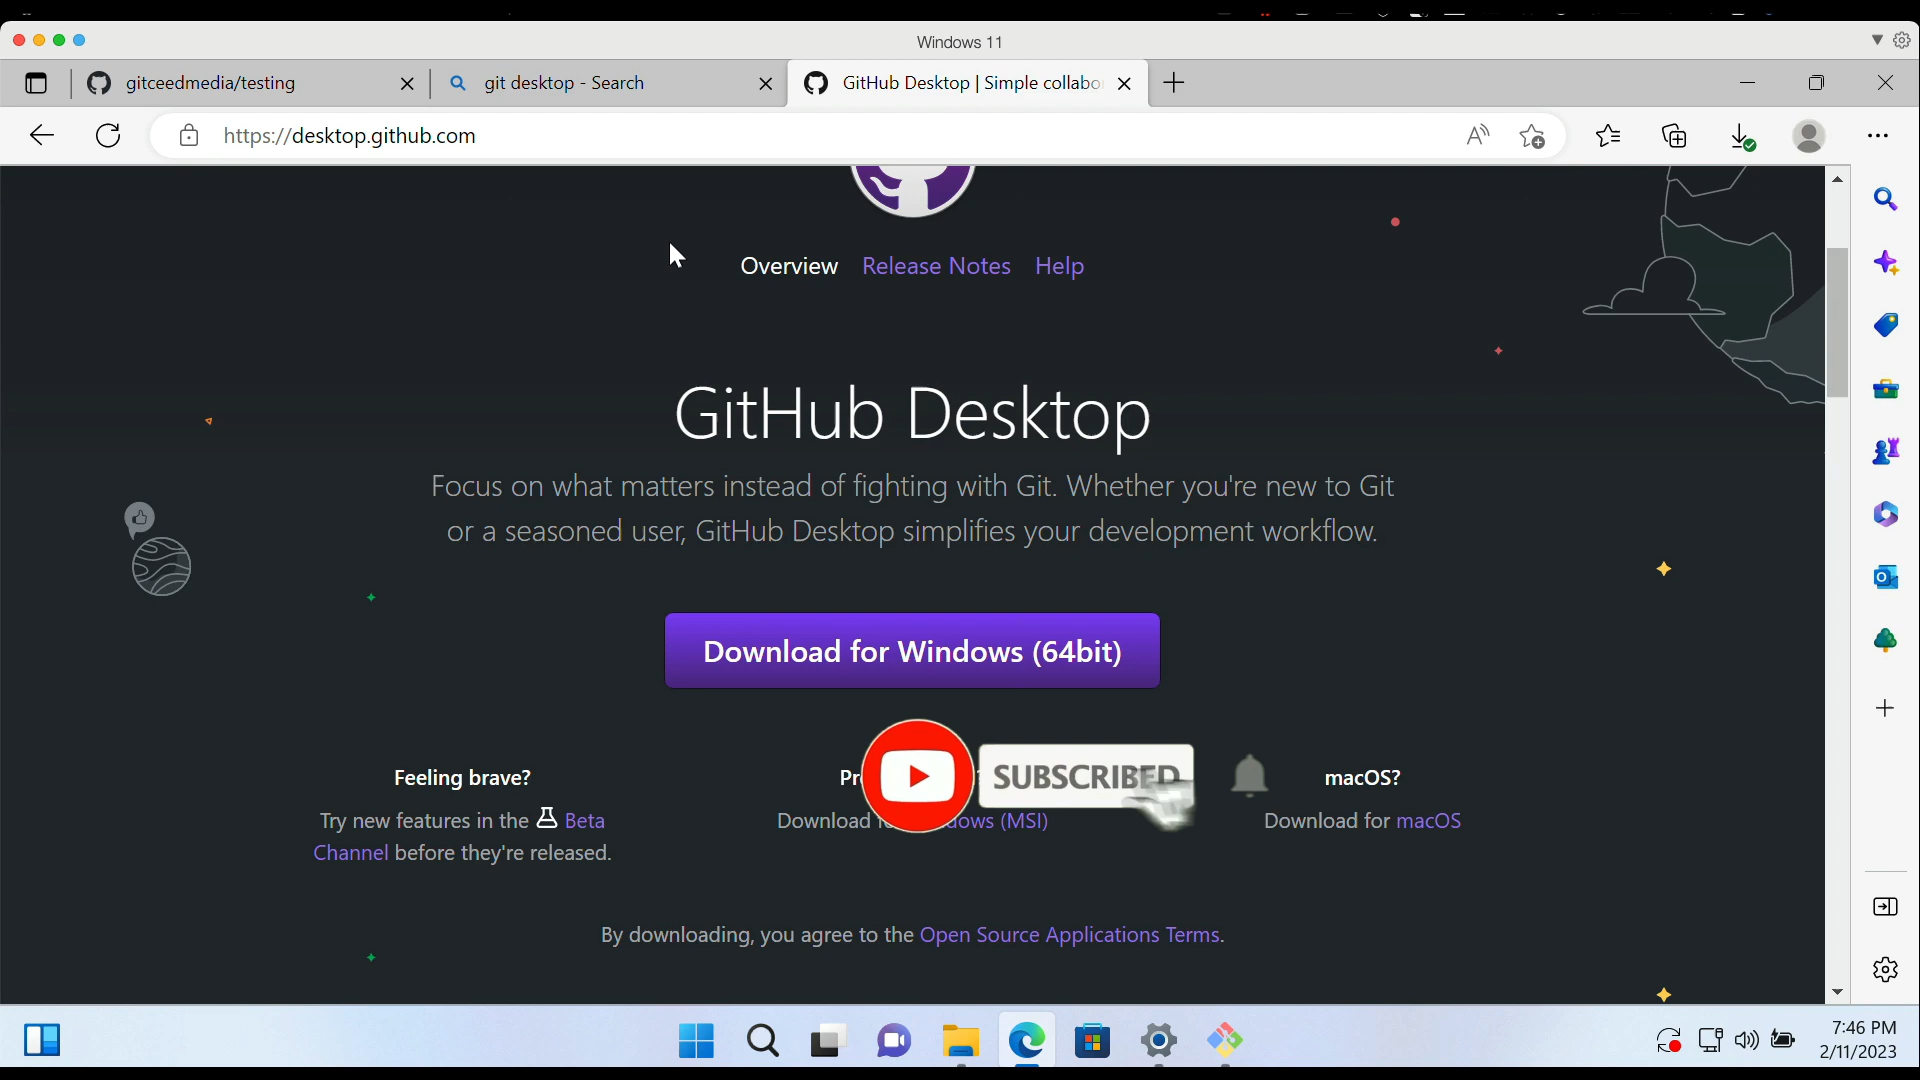 Windows 11
gitceedmedia/testing
git desktop - Search
GitHub Desktop | Simple collabo
https://desktop.github.com
Overview Release Notes Help
GitHub Desktop
Focus on what matters instead of fighting with Git. Whether you're new to Git
or a seasoned user, GitHub Desktop simplifies your development workflow.
Download for Windows (64bit)
Feeling brave?
Try new features in the Beta
Channel before they're released.
Download (MSI)
SUBSCRIBED
macOS?
Download for macOS
By downloading, you agree to the Open Source Applications Terms.
7:46 PM
2/11/2023